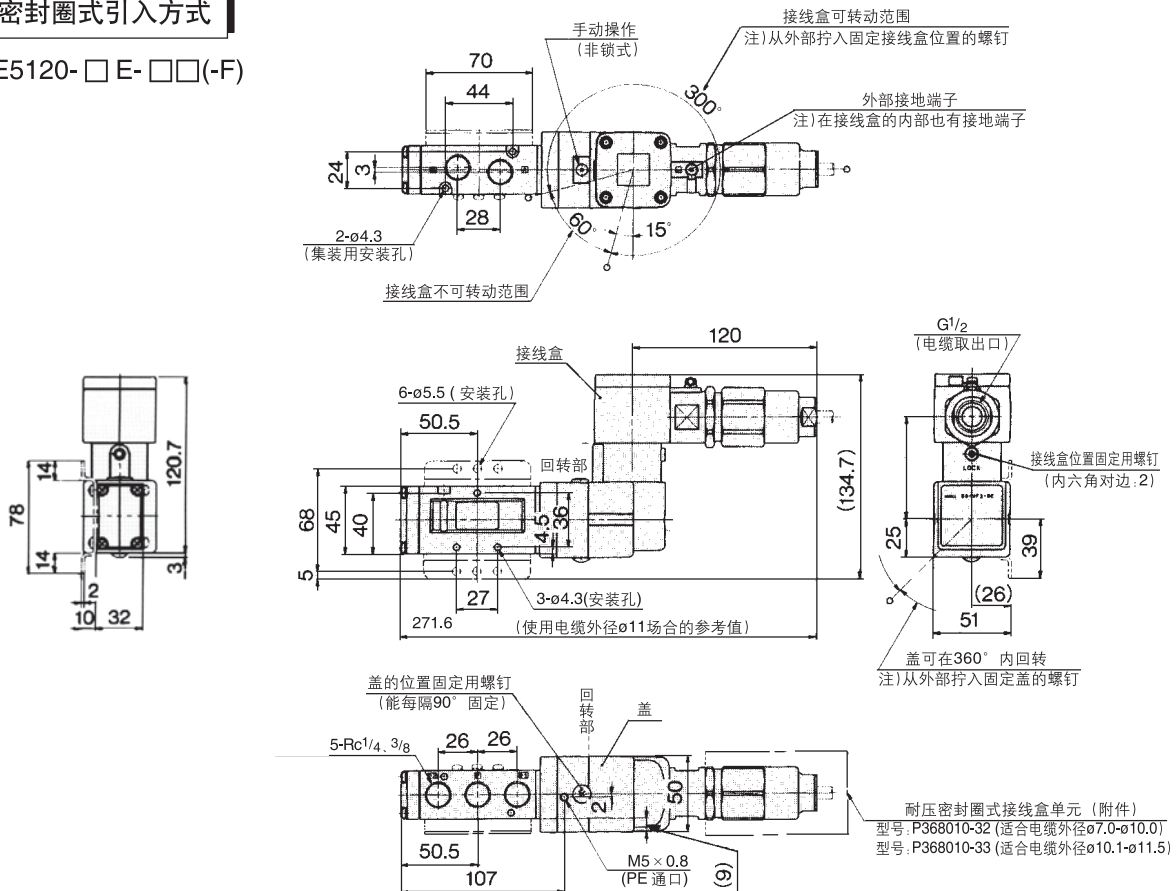 密封圈式引入方式
E5120-□E-□□(-F)
手动操作
(非锁式)
接线盒可转动范围
注)从外部拧入固定接线盒位置的螺钉
70
44
300°
外部接地端子
注)在接线盒的内部也有接地端子
24
3
28
60°
15°
2-ø4.3
(集装用安装孔)
接线盒不可转动范围
120
G1/2
(电缆取出口)
接线盒
6-ø5.5 (安装孔)
50.5
回转部
14
120.7
78
14
3
2
10
32
68
45
40
4.5
36
5
27
3-ø4.3(安装孔)
271.6
(使用电缆外径ø11场合的参考值)
(134.7)
接线盒位置固定用螺钉
(内六角对边:2)
LOCK
25
39
(26)
51
盖可在360° 内回转
注)从外部拧入固定盖的螺钉
盖的位置固定用螺钉
(能每隔90° 固定)
回转部
盖
5-Rc1/4、3/8
26
26
2
50
50.5
107
M5×0.8
(PE 通口)
(9)
耐压密封圈式接线盒单元 (附件)
型号:P368010-32 (适合电缆外径ø7.0-ø10.0)
型号:P368010-33 (适合电缆外径ø10.1-ø11.5)